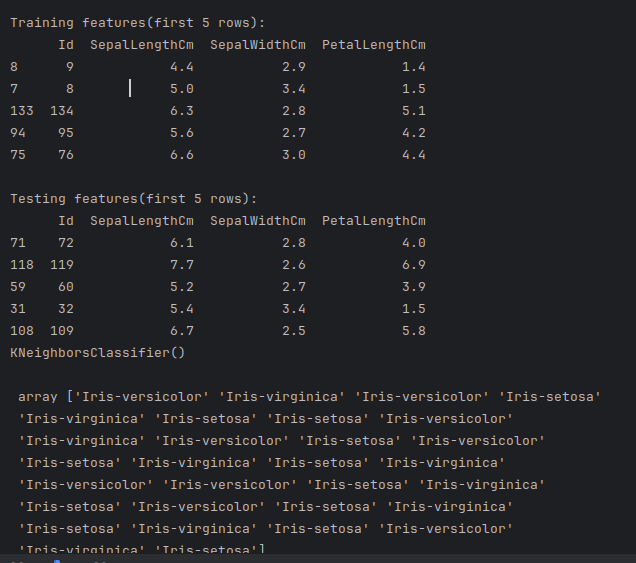 Training features(first 5 rows):
      Id  SepalLengthCm  SepalWidthCm  PetalLengthCm
8      9            4.4           2.9            1.4
7      8            5.0           3.4            1.5
133  134            6.3           2.8            5.1
94    95            5.6           2.7            4.2
75    76            6.6           3.0            4.4
Testing features(first 5 rows):
      Id  SepalLengthCm  SepalWidthCm  PetalLengthCm
71    72            6.1           2.8            4.0
118  119            7.7           2.6            6.9
59    60            5.2           2.7            3.9
31    32            5.4           3.4            1.5
108  109            6.7           2.5            5.8
KNeighborsClassifier()
 array ['Iris-versicolor' 'Iris-virginica' 'Iris-versicolor' 'Iris-setosa'
 'Iris-virginica' 'Iris-setosa' 'Iris-setosa' 'Iris-versicolor'
 'Iris-virginica' 'Iris-versicolor' 'Iris-setosa' 'Iris-versicolor'
 'Iris-setosa' 'Iris-virginica' 'Iris-setosa' 'Iris-virginica'
 'Iris-versicolor' 'Iris-versicolor' 'Iris-setosa' 'Iris-virginica'
 'Iris-setosa' 'Iris-versicolor' 'Iris-setosa' 'Iris-virginica'
 'Iris-setosa' 'Iris-virginica' 'Iris-setosa' 'Iris-versicolor'
 'Iris-virginica' 'Iris-setosa']